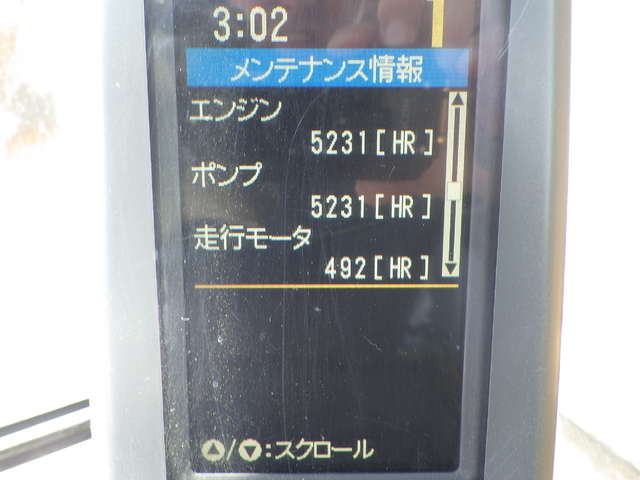 3:02
メンテナンス情報
エンジン
5231[HR]
ポンプ
5231[HR]
走行モータ
492[HR]
▲/▼:スクロール